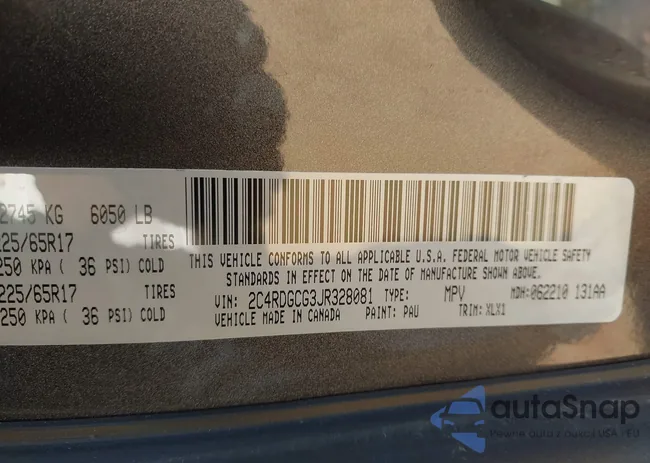 2745 KG 6050 LB
225/65R17 TIRES
250 KPA ( 36 PSI) COLD
225/65R17 TIRES
250 KPA ( 36 PSI) COLD
THIS VEHICLE CONFORMS TO ALL APPLICABLE U.S.A. FEDERAL MOTOR VEHICLE SAFETY
STANDARDS IN EFFECT ON THE DATE OF MANUFACTURE SHOWN ABOVE.
VIN: 2C4RDGCG3JR328081 TYPE: MPV MDH: 062210 131AA
VEHICLE MADE IN CANADA PAINT: PAU TRIM: XLX1
autoSnap